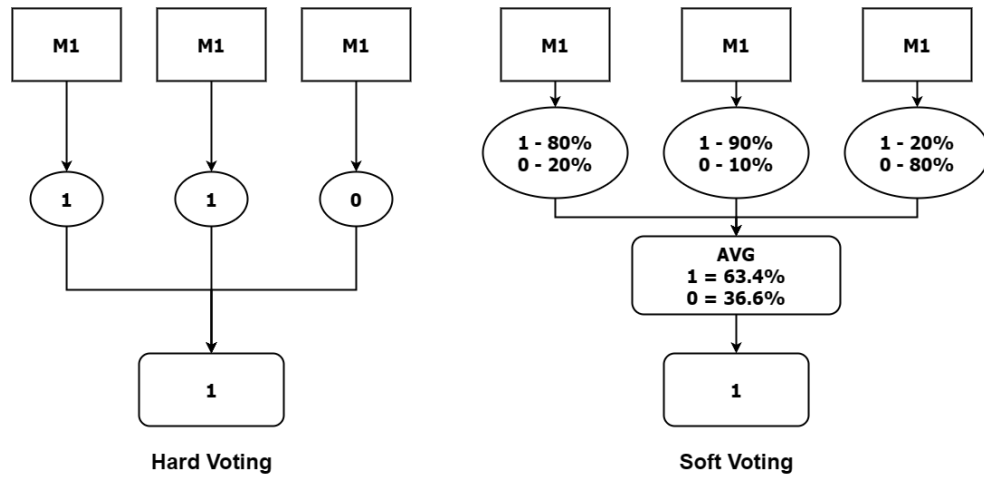 M1
M1
M1
1
1
0
1
Hard Voting
M1
M1
M1
1 - 80%
0 - 20%
1 - 90%
0 - 10%
1 - 20%
0 - 80%
AVG
1 = 63.4%
0 = 36.6%
1
Soft Voting